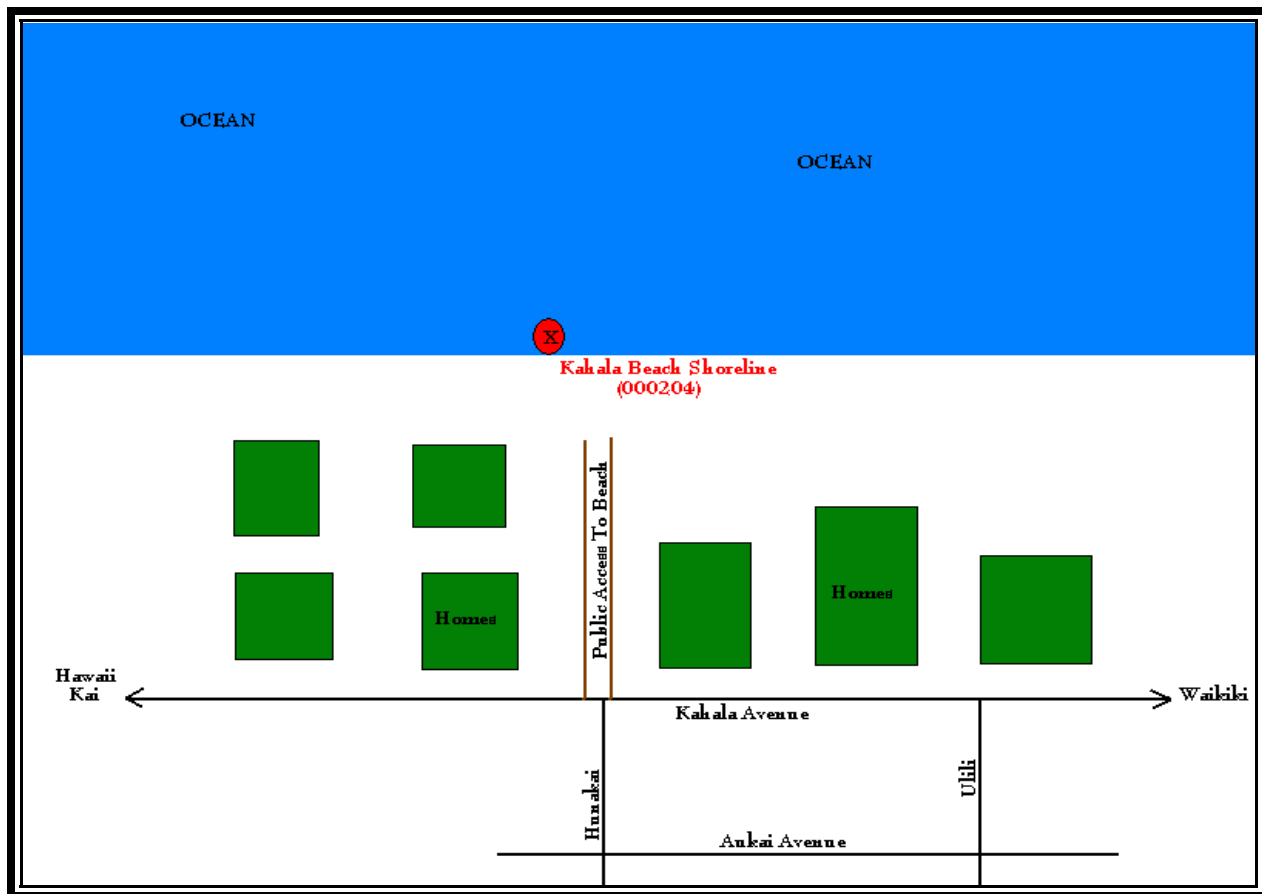 OCEAN
OCEAN
X
Kahala Beach Shoreline
(000204)
Public Access To Beach
Homes
Homes
Hawaii
Kai
Waikiki
Kahala Avenue
Hunakai
Ulili
Aukai Avenue